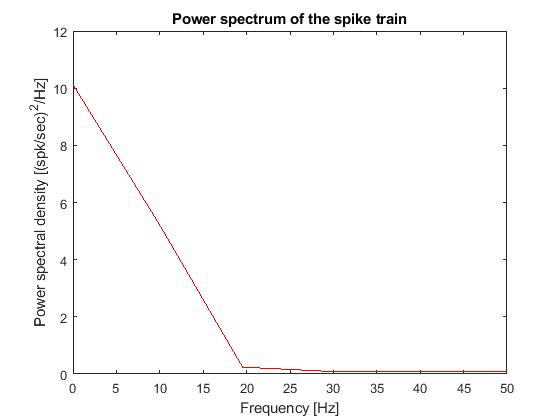 Power spectrum of the spike train
Power spectral density [(spk/sec)^2/Hz]
12
10
8
6
4
2
0
0 5 10 15 20 25 30 35 40 45 50
Frequency [Hz]